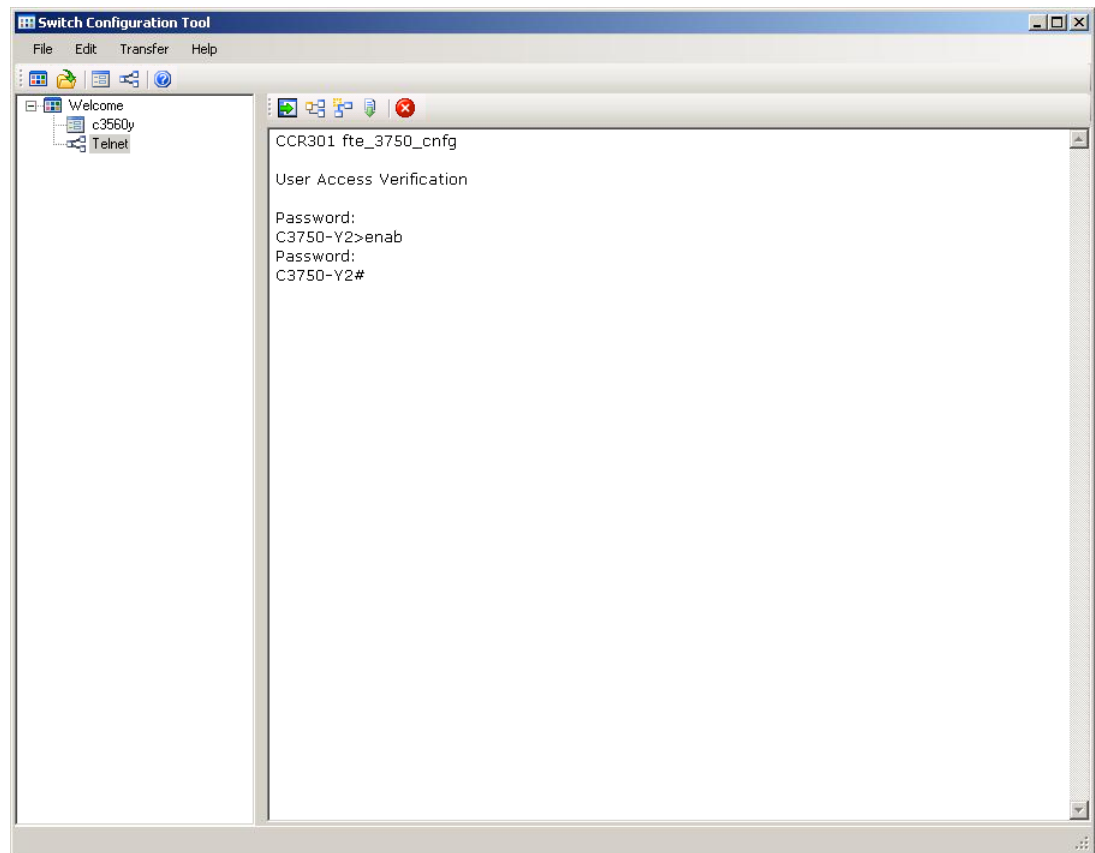 Switch Configuration Tool
File Edit Transfer Help
Welcome
c3560y
Telnet
CCR301 fte_3750_cnfg
User Access Verification
Password:
C3750-Y2>enab
Password:
C3750-Y2#